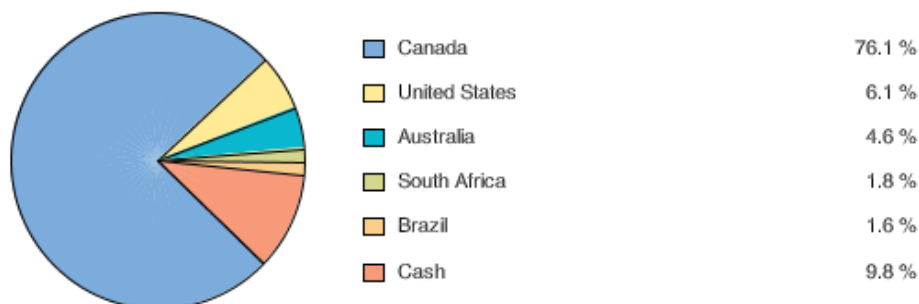 Canada 76.1 %
United States 6.1 %
Australia 4.6 %
South Africa 1.8 %
Brazil 1.6 %
Cash 9.8 %